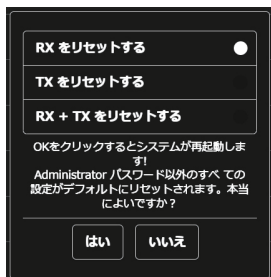 RX をリセットする
TX をリセットする
RX + TX をリセットする
OKをクリックするとシステムが再起動しま
す!
Administrator パスワード以外のすべ ての
設定がデフォルトにリセットされます。本当
によいですか？
はい
いいえ